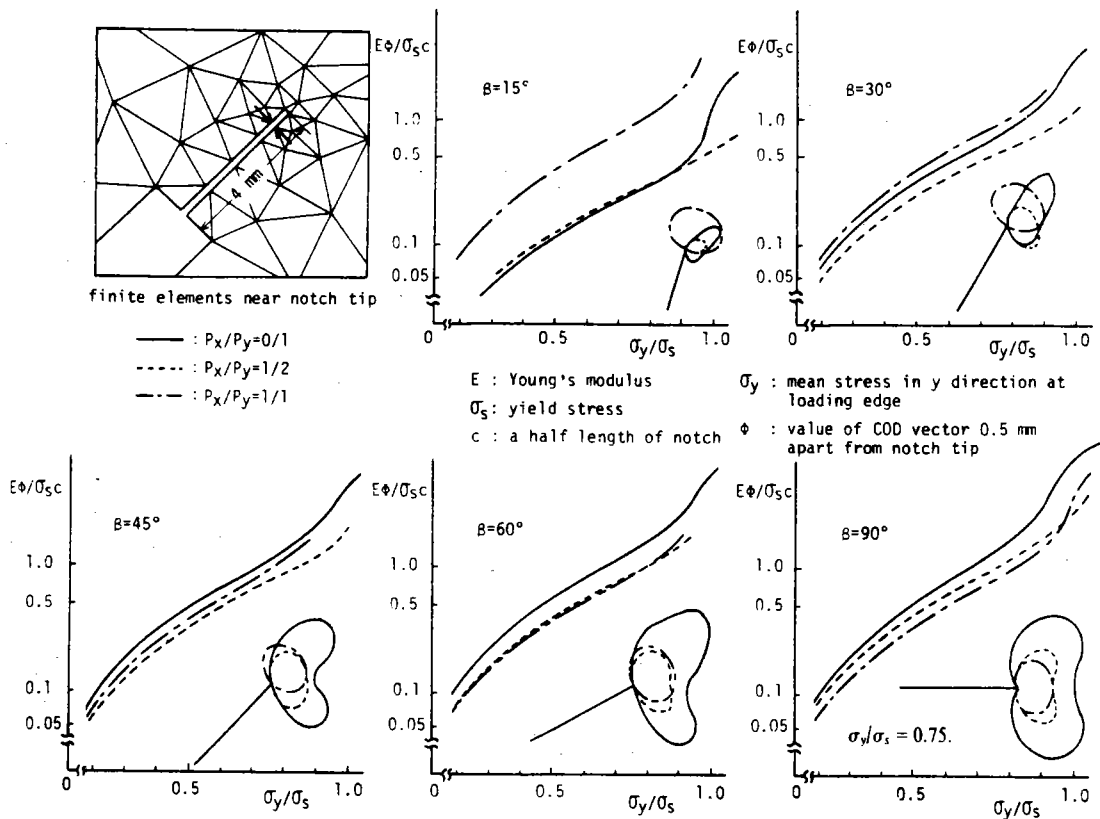 4 mm
finite elements near notch tip
: Px/Py=0/1
: Px/Py=1/2
: Px/Py=1/1
EΦ/σsc
β=15°
1.0
0.5
0.1
0.05
0
0.5
1.0
σy/σs
EΦ/σsc
β=30°
1.0
0.5
0.1
0.05
0
0.5
1.0
σy/σs
E : Young's modulus
σs: yield stress
c : a half length of notch
σy : mean stress in y direction at
loading edge
Φ : value of COD vector 0.5 mm
apart from notch tip
EΦ/σsc
β=45°
1.0
0.5
0.1
0.05
0
0.5
1.0
σy/σs
EΦ/σsc
β=60°
1.0
0.5
0.1
0.05
0
0.5
1.0
σy/σs
EΦ/σsc
β=90°
1.0
0.5
0.1
0.05
σy/σs = 0.75.
0
0.5
1.0
σy/σs